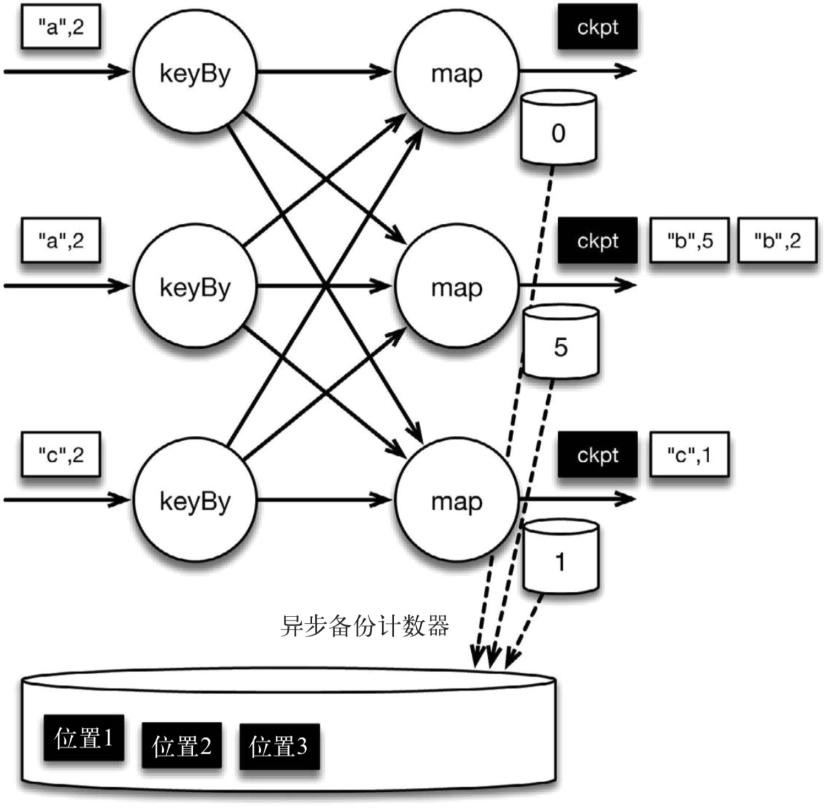 "a",2
ckpt
keyBy
map
0
"a",2
ckpt
"b",5
"b",2
keyBy
map
5
"c",2
ckpt
"c",1
keyBy
map
1
异步备份计数器
位置1
位置2
位置3